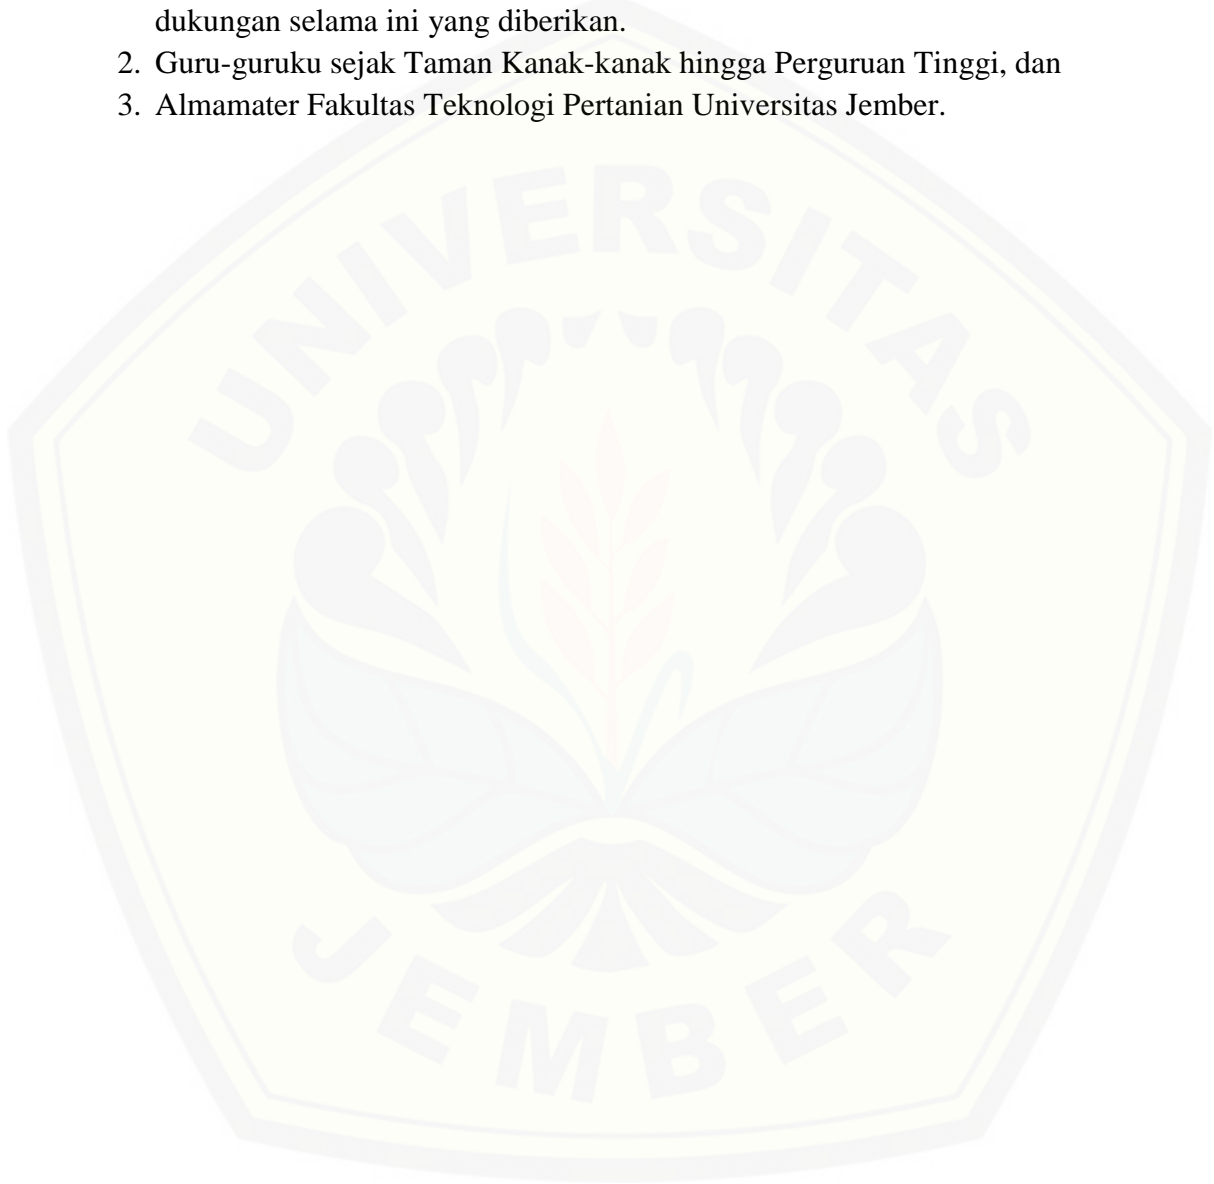 dukungan selama ini yang diberikan.
2. Guru-guruku sejak Taman Kanak-kanak hingga Perguruan Tinggi, dan
3. Almamater Fakultas Teknologi Pertanian Universitas Jember.
UNIVERSITAS
JEMBER